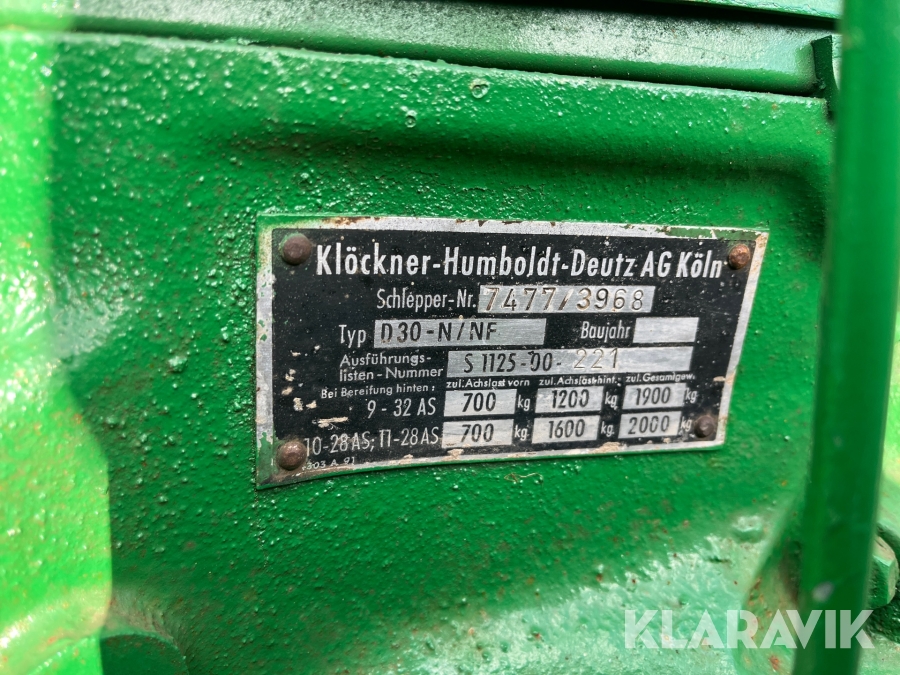 Klöckner-Humboldt-Deutz AG Köln
Schlepper-Nr. 7477/3968
Typ D30-N/NF Baujahr
Ausführungs-
listen-Nummer S 1125-00-221
Bei Bereifung hinten: zul. Achslast vorn zul. Achslast hint. zul. Gesamtgew.
9-32 AS 700 kg 1200 kg 1900 kg
10-28 AS; 11-28 AS 700 kg 1600 kg 2000 kg
303 A 91
KLARAVIK